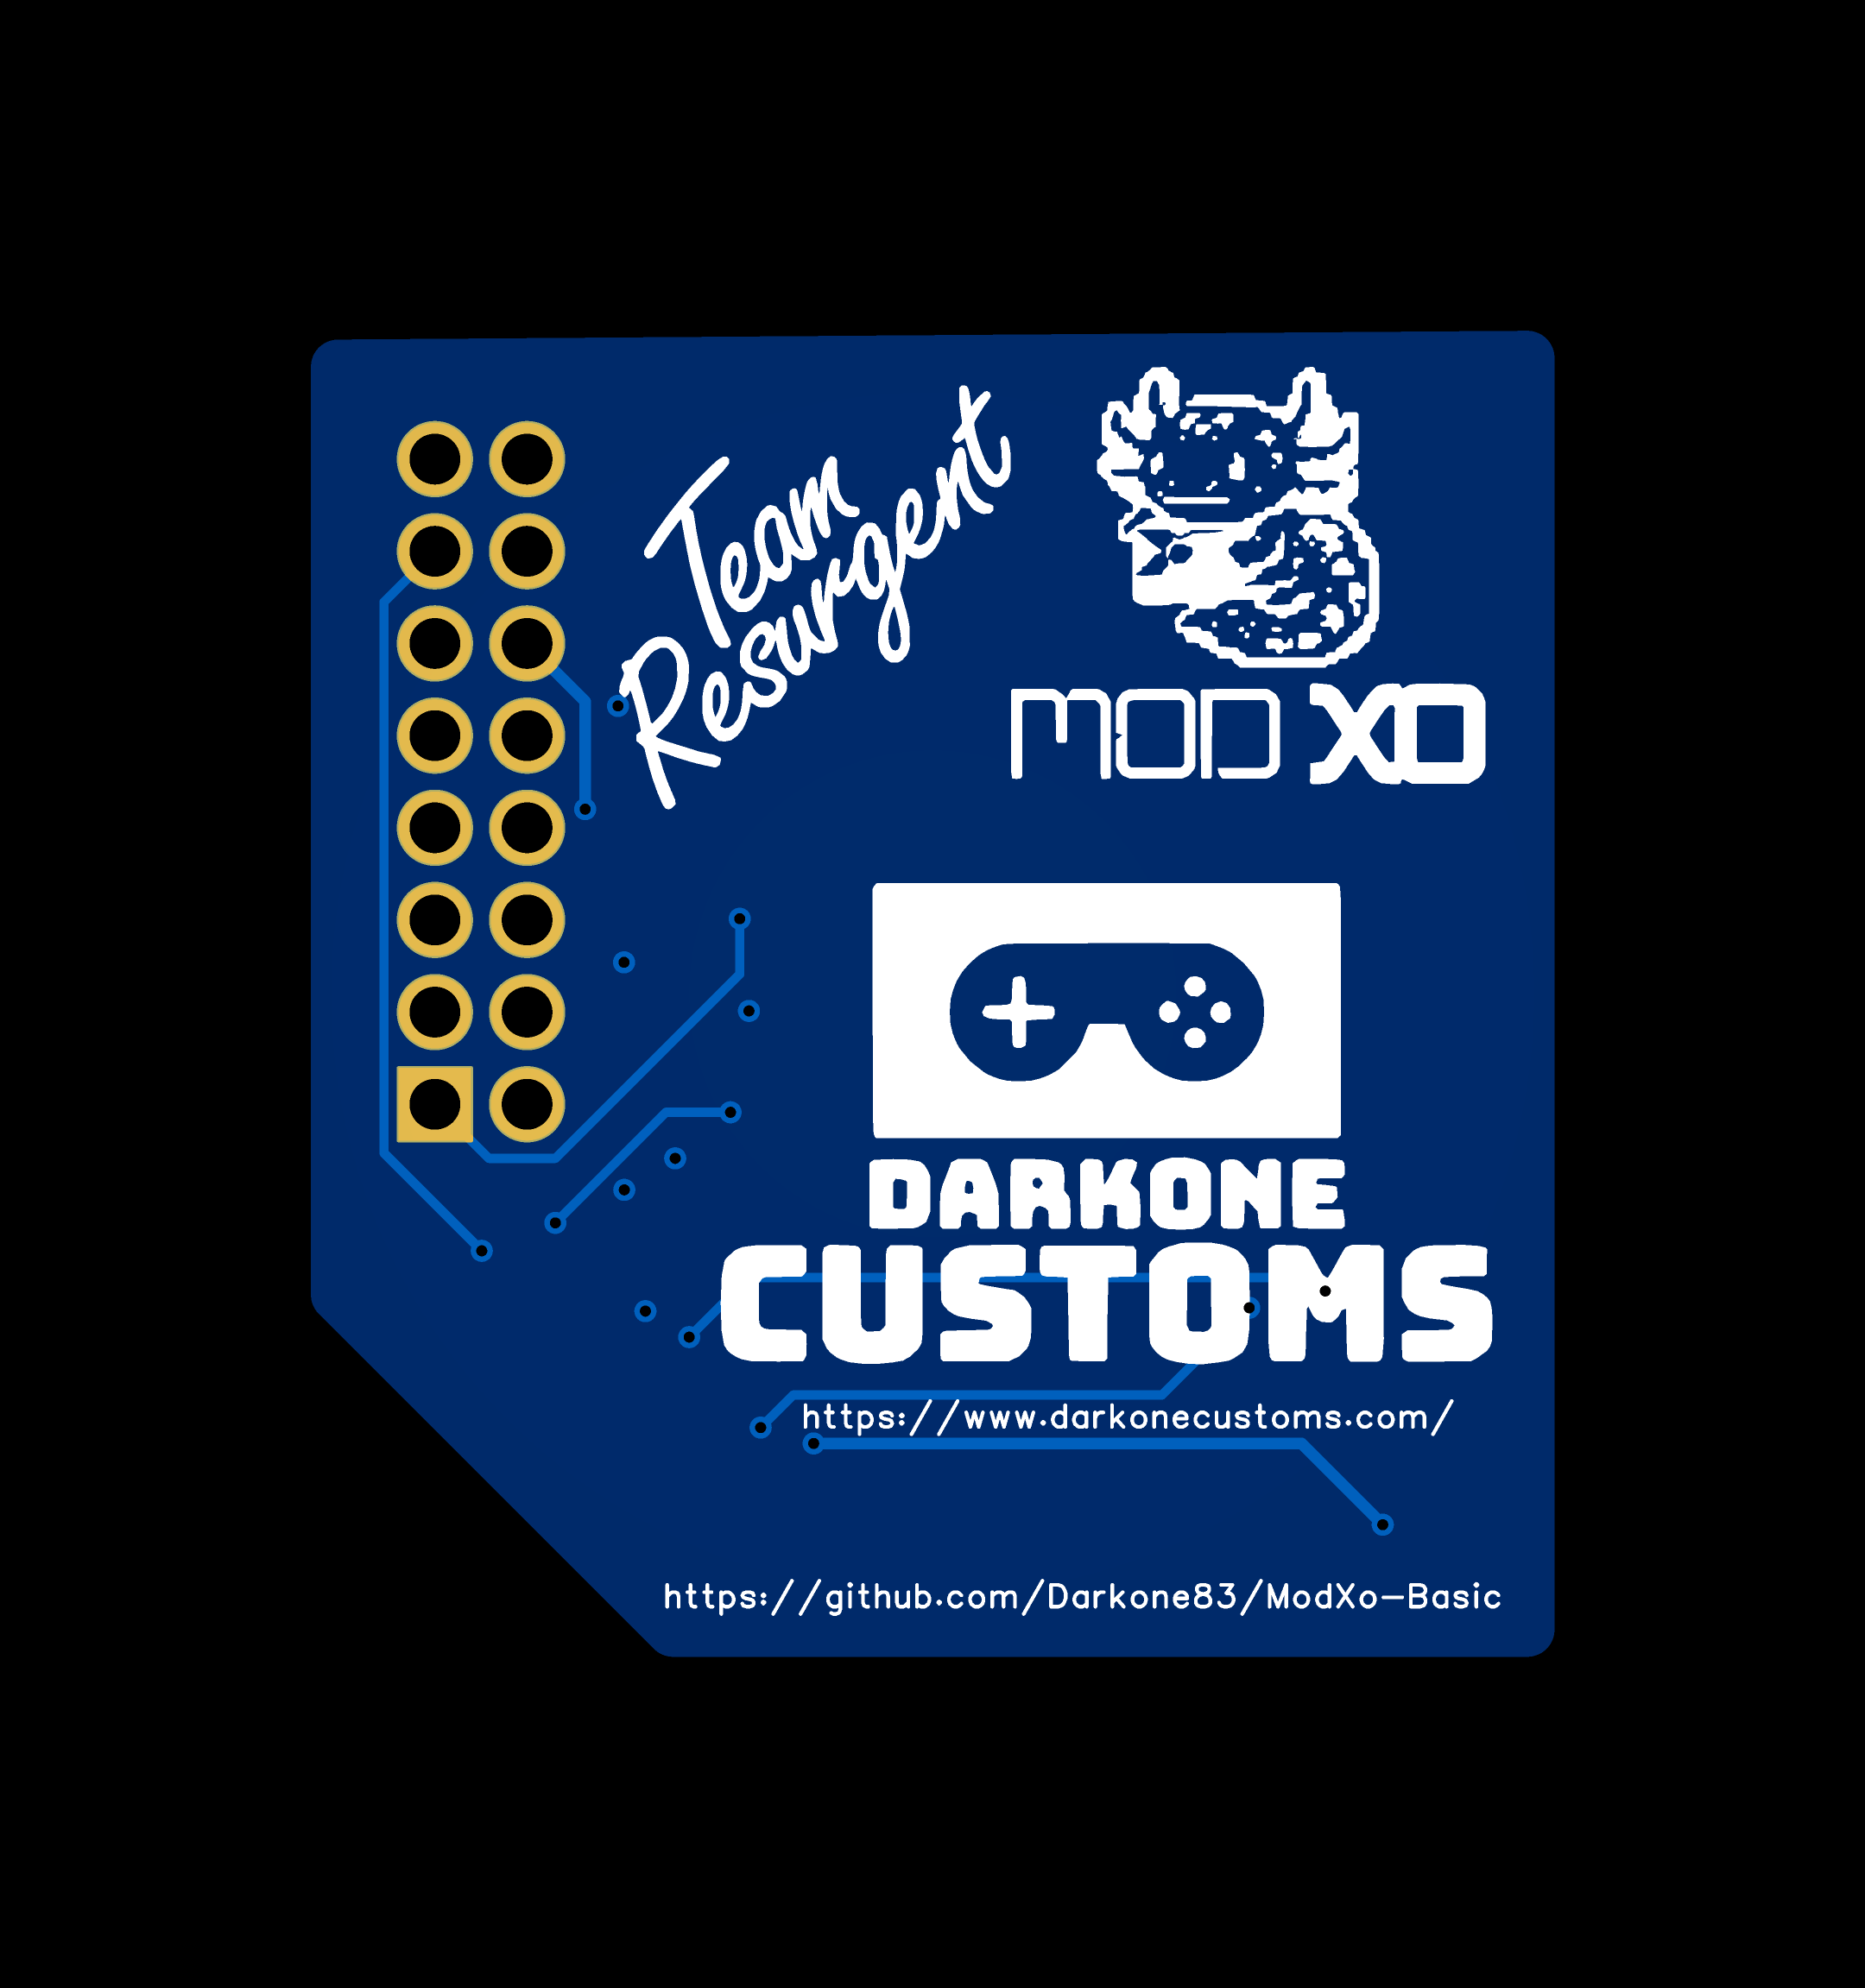 Team
Resurgent
MOD XO
DARKONE
CUSTOMS
https://www.darkonecustoms.com/
https://github.com/Darkone83/ModXo-Basic